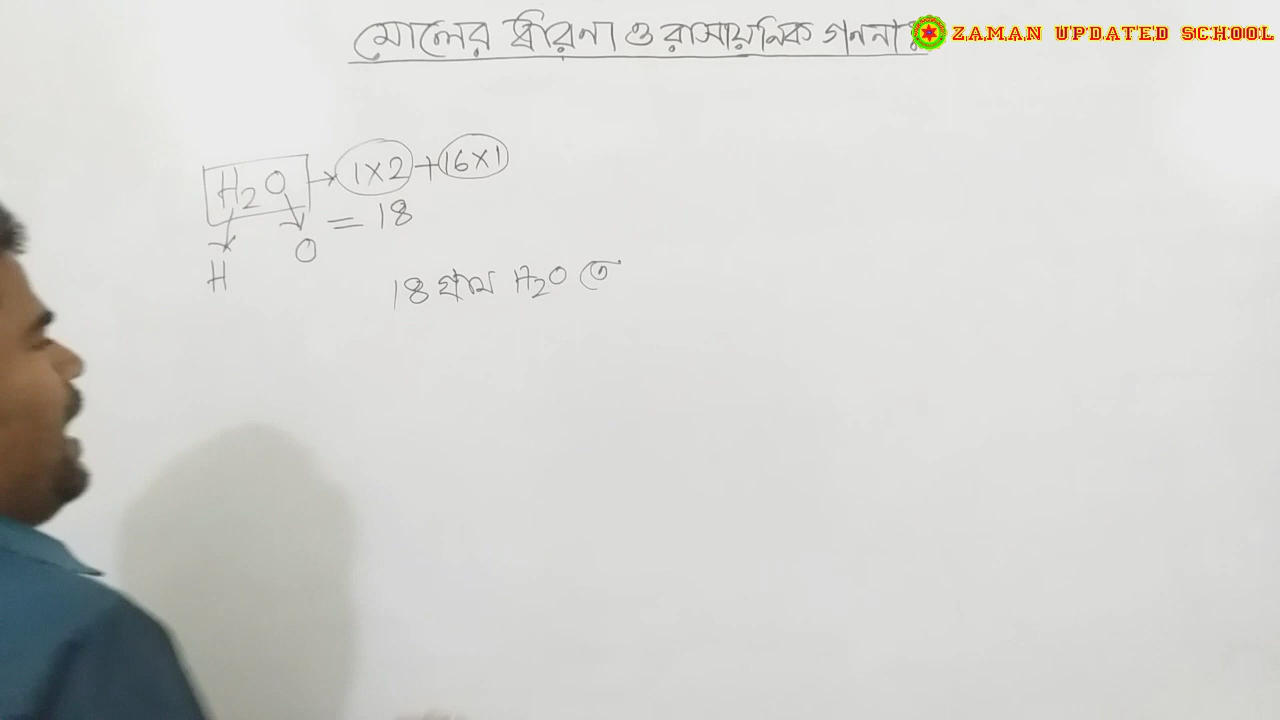 মোলের ধারণা ও রাসায়নিক গণনাঃ
ZAMAN UPDATED SCHOOL
H₂O → 1×2 + 16×1
= 18
H O
18 গ্রাম H₂O তে